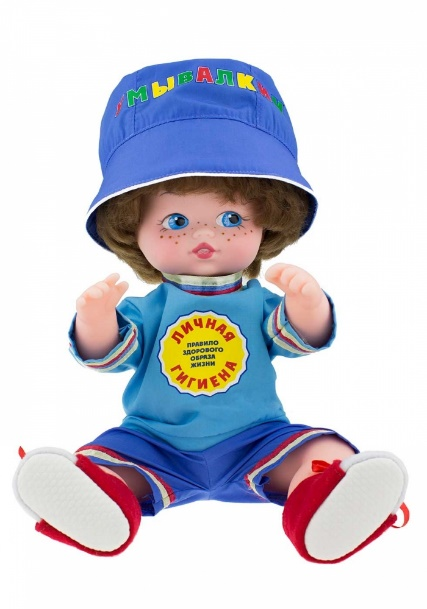 УМЫВАЛКИН
ЛИЧНАЯ
ПРАВИЛО
ЗДОРОВОГО
ОБРАЗА
ЖИЗНИ
ГИГИЕНА